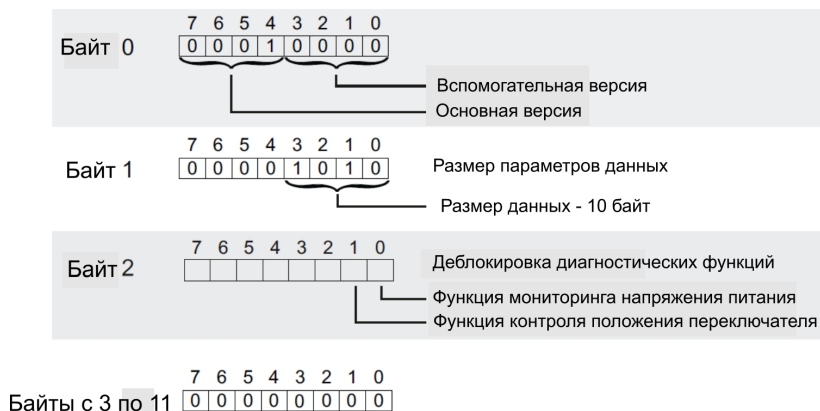 7 6 5 4 3 2 1 0
Байт 0
0 0 0 1 0 0 0 0
Вспомогательная версия
Основная версия
7 6 5 4 3 2 1 0
Байт 1
0 0 0 0 1 0 1 0
Размер параметров данных
Размер данных - 10 байт
7 6 5 4 3 2 1 0
Байт 2
Деблокировка диагностических функций
Функция мониторинга напряжения питания
Функция контроля положения переключателя
7 6 5 4 3 2 1 0
Байты с 3 по 11
0 0 0 0 0 0 0 0